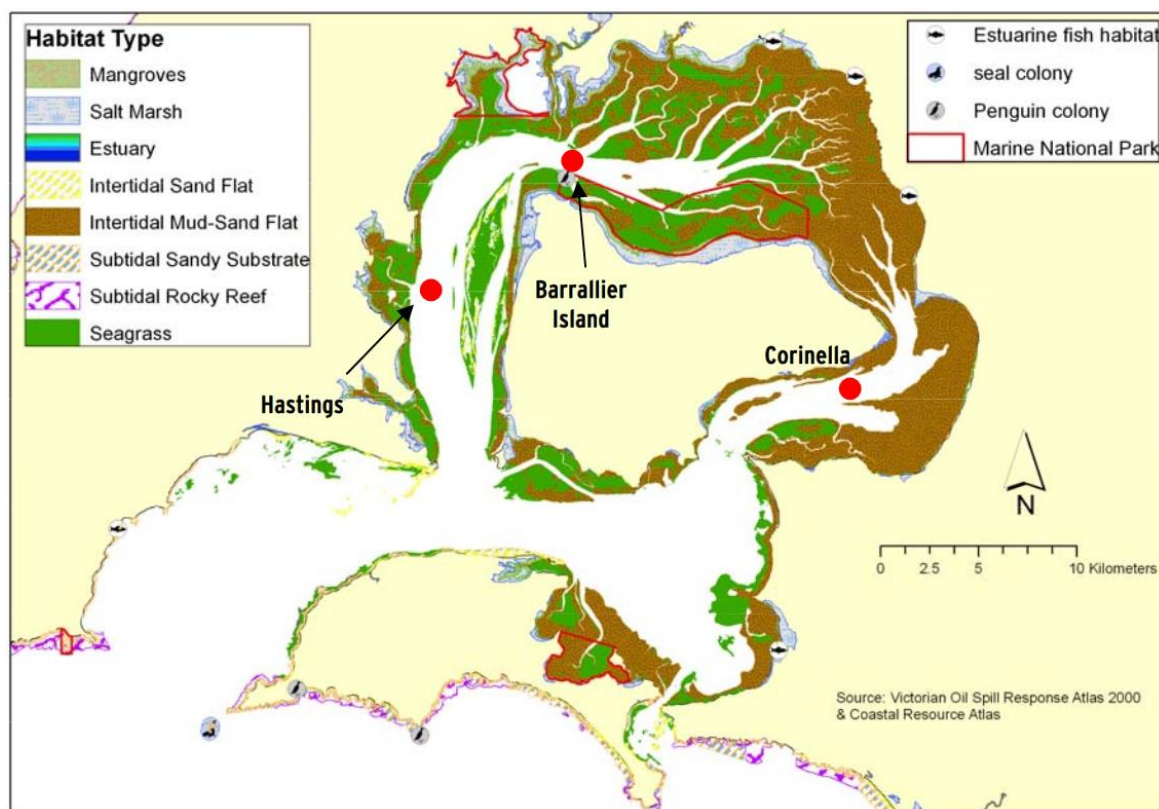 Habitat Type
Mangroves
Salt Marsh
Estuary
Intertidal Sand Flat
Intertidal Mud-Sand Flat
Subtidal Sandy Substrate
Subtidal Rocky Reef
Seagrass
Estuarine fish habitat
seal colony
Penguin colony
Marine National Park
Barrallier
Island
Corinella
Hastings
N
0 2.5 5 10 Kilometers
Source: Victorian Oil Spill Response Atlas 2000
& Coastal Resource Atlas